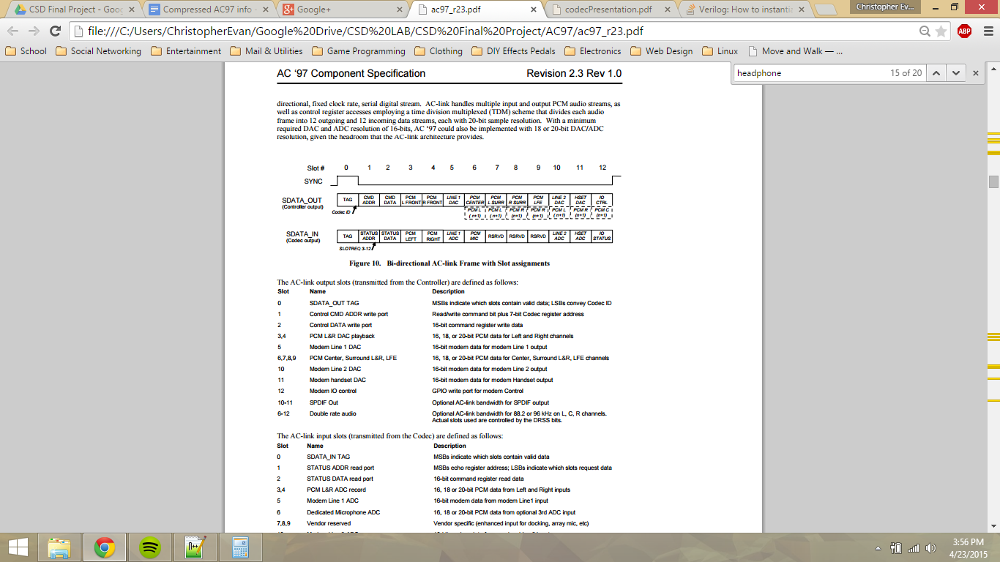 CSD Final Project - Goog
Compressed AC97 info -
Google+
ac97_r23.pdf
codecPresentation.pdf
Verilog: How to instantia
Christopher Ev...
file:///C:/Users/ChristopherEvan/Google%20Drive/CSD%20LAB/CSD%20Final%20Project/AC97/ac97_r23.pdf
ABP
School
Social Networking
Entertainment
Mail & Utilities
Game Programming
Clothing
DIY Effects Pedals
Electronics
Web Design
Linux
Move and Walk — ...
headphone 15 of 20
AC ‘97 Component Specification Revision 2.3 Rev 1.0
directional, fixed clock rate, serial digital stream. AC-link handles multiple input and output PCM audio streams, as
well as control register accesses employing a time division multiplexed (TDM) scheme that divides each audio
frame into 12 outgoing and 12 incoming data streams, each with 20-bit sample resolution. With a minimum
required DAC and ADC resolution of 16-bits, AC ‘97 could also be implemented with 18 or 20-bit DAC/ADC
resolution, given the headroom that the AC-link architecture provides.
Slot # 0 1 2 3 4 5 6 7 8 9 10 11 12
SYNC
SDATA_OUT
(Controller output)
TAG
CMD ADDR
CMD DATA
PCM L FRONT
PCM R FRONT
LINE 1 DAC
PCM CENTER
PCM L SURR
PCM R SURR
PCM LFE
LINE 2 DAC
HSET DAC
IO CTRL
Codec ID
PCM L (n+1)
PCM L (n+1)
PCM R (n+1)
PCM R (n+1)
PCM L (n+1)
PCM R (n+1)
PCM C (n+1)
SDATA_IN
(Codec output)
TAG
STATUS ADDR
STATUS DATA
PCM LEFT
PCM RIGHT
LINE 1 ADC
PCM MIC
RSRVD
RSRVD
RSRVD
LINE 2 ADC
HSET ADC
IO STATUS
SLOTREQ 3-12
Figure 10. Bi-directional AC-link Frame with Slot assignments
The AC-link output slots (transmitted from the Controller) are defined as follows:
Slot Name Description
0 SDATA_OUT TAG MSBs indicate which slots contain valid data; LSBs convey Codec ID
1 Control CMD ADDR write port Read/write command bit plus 7-bit Codec register address
2 Control DATA write port 16-bit command register write data
3,4 PCM L&R DAC playback 16, 18, or 20-bit PCM data for Left and Right channels
5 Modem Line 1 DAC 16-bit modem data for modem Line 1 output
6,7,8,9 PCM Center, Surround L&R, LFE 16, 18, or 20-bit PCM data for Center, Surround L&R, LFE channels
10 Modem Line 2 DAC 16-bit modem data for modem Line 2 output
11 Modem handset DAC 16-bit modem data for modem Handset output
12 Modem IO control GPIO write port for modem Control
10-11 SPDIF Out Optional AC-link bandwidth for SPDIF output
6-12 Double rate audio Optional AC-link bandwidth for 88.2 or 96 kHz on L, C, R channels.
Actual slots used are controlled by the DRSS bits.
The AC-link input slots (transmitted from the Codec) are defined as follows:
Slot Name Description
0 SDATA_IN TAG MSBs indicate which slots contain valid data
1 STATUS ADDR read port MSBs echo register address; LSBs indicate which slots request data
2 STATUS DATA read port 16-bit command register read data
3,4 PCM L&R ADC record 16, 18 or 20-bit PCM data from Left and Right inputs
5 Modem Line 1 ADC 16-bit modem data from modem Line1 input
6 Dedicated Microphone ADC 16, 18 or 20-bit PCM data from optional 3rd ADC input
7,8,9 Vendor reserved Vendor specific (enhanced input for docking, array mic, etc)
3:56 PM
4/23/2015